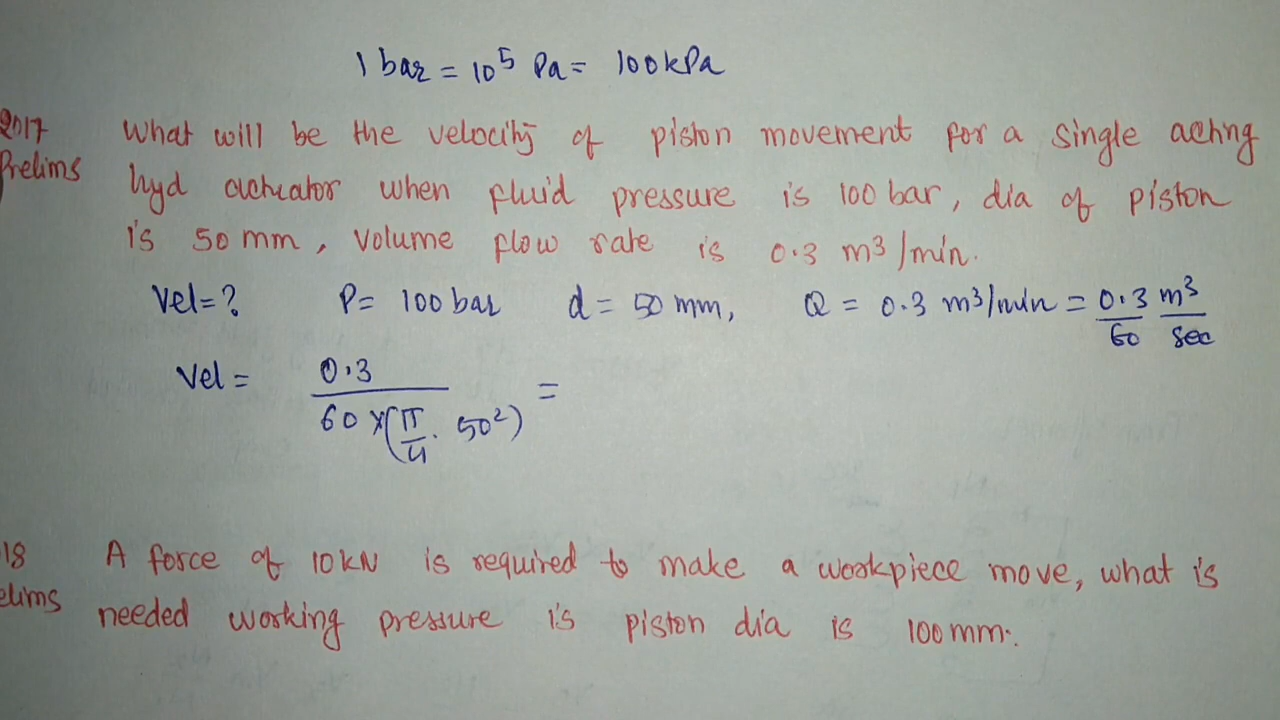 1 bar = 10⁵ Pa = 100kPa
2017 What will be the velocity of piston movement for a single acting
Prelims hyd actuator when fluid pressure is 100 bar, dia of piston
is 50 mm, volume flow rate is 0.3 m³/min.
Vel=? P= 100 bar d = 50 mm, Q = 0.3 m³/min = 0.3/60 m³/sec
Vel = 0.3/60×(π/4. 50²) =
18 A force of 10kN is required to make a workpiece move, what is
elims needed working pressure is piston dia is 100mm.